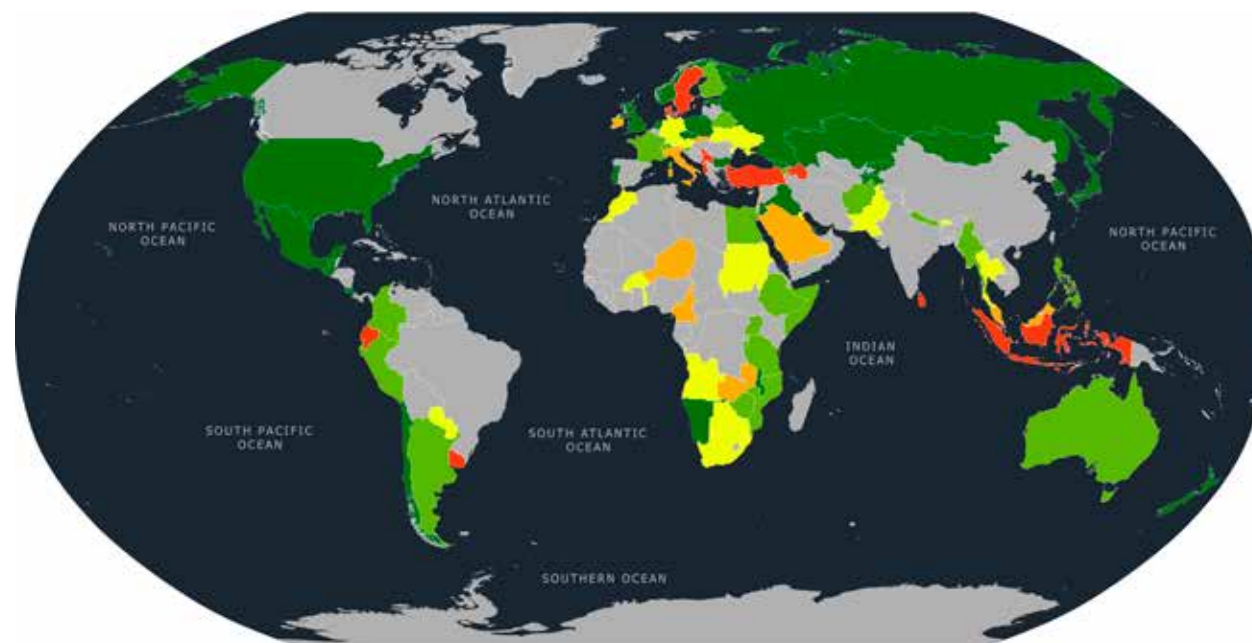 NORTH PACIFIC
OCEAN
NORTH ATLANTIC
OCEAN
NORTH PACIFIC
OCEAN
INDIAN
OCEAN
SOUTH PACIFIC
OCEAN
SOUTH ATLANTIC
OCEAN
SOUTHERN OCEAN